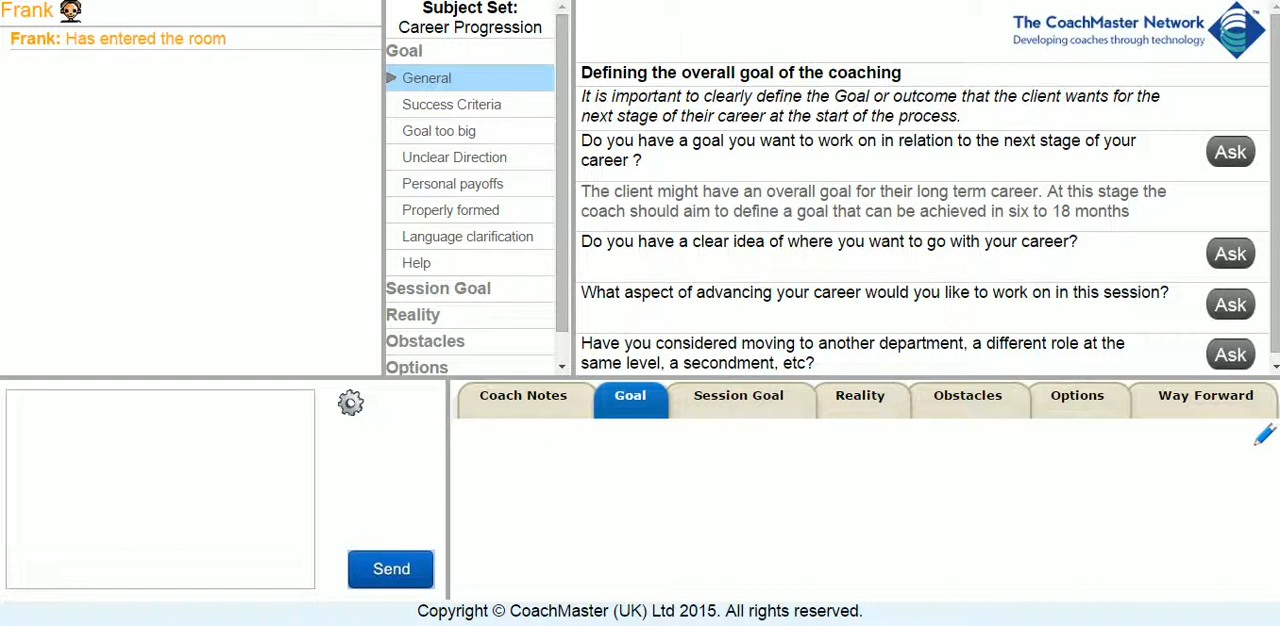 Frank
Frank: Has entered the room
Subject Set:
Career Progression
Goal
General
Success Criteria
Goal too big
Unclear Direction
Personal payoffs
Properly formed
Language clarification
Help
Session Goal
Reality
Obstacles
Options
The CoachMaster Network
TM
Developing coaches through technology
Defining the overall goal of the coaching
It is important to clearly define the Goal or outcome that the client wants for the
next stage of their career at the start of the process.
Do you have a goal you want to work on in relation to the next stage of your
career ?
Ask
The client might have an overall goal for their long term career. At this stage the
coach should aim to define a goal that can be achieved in six to 18 months
Do you have a clear idea of where you want to go with your career?
Ask
What aspect of advancing your career would you like to work on in this session?
Ask
Have you considered moving to another department, a different role at the
same level, a secondment, etc?
Ask
Send
Coach Notes
Goal
Session Goal
Reality
Obstacles
Options
Way Forward
Copyright © CoachMaster (UK) Ltd 2015. All rights reserved.